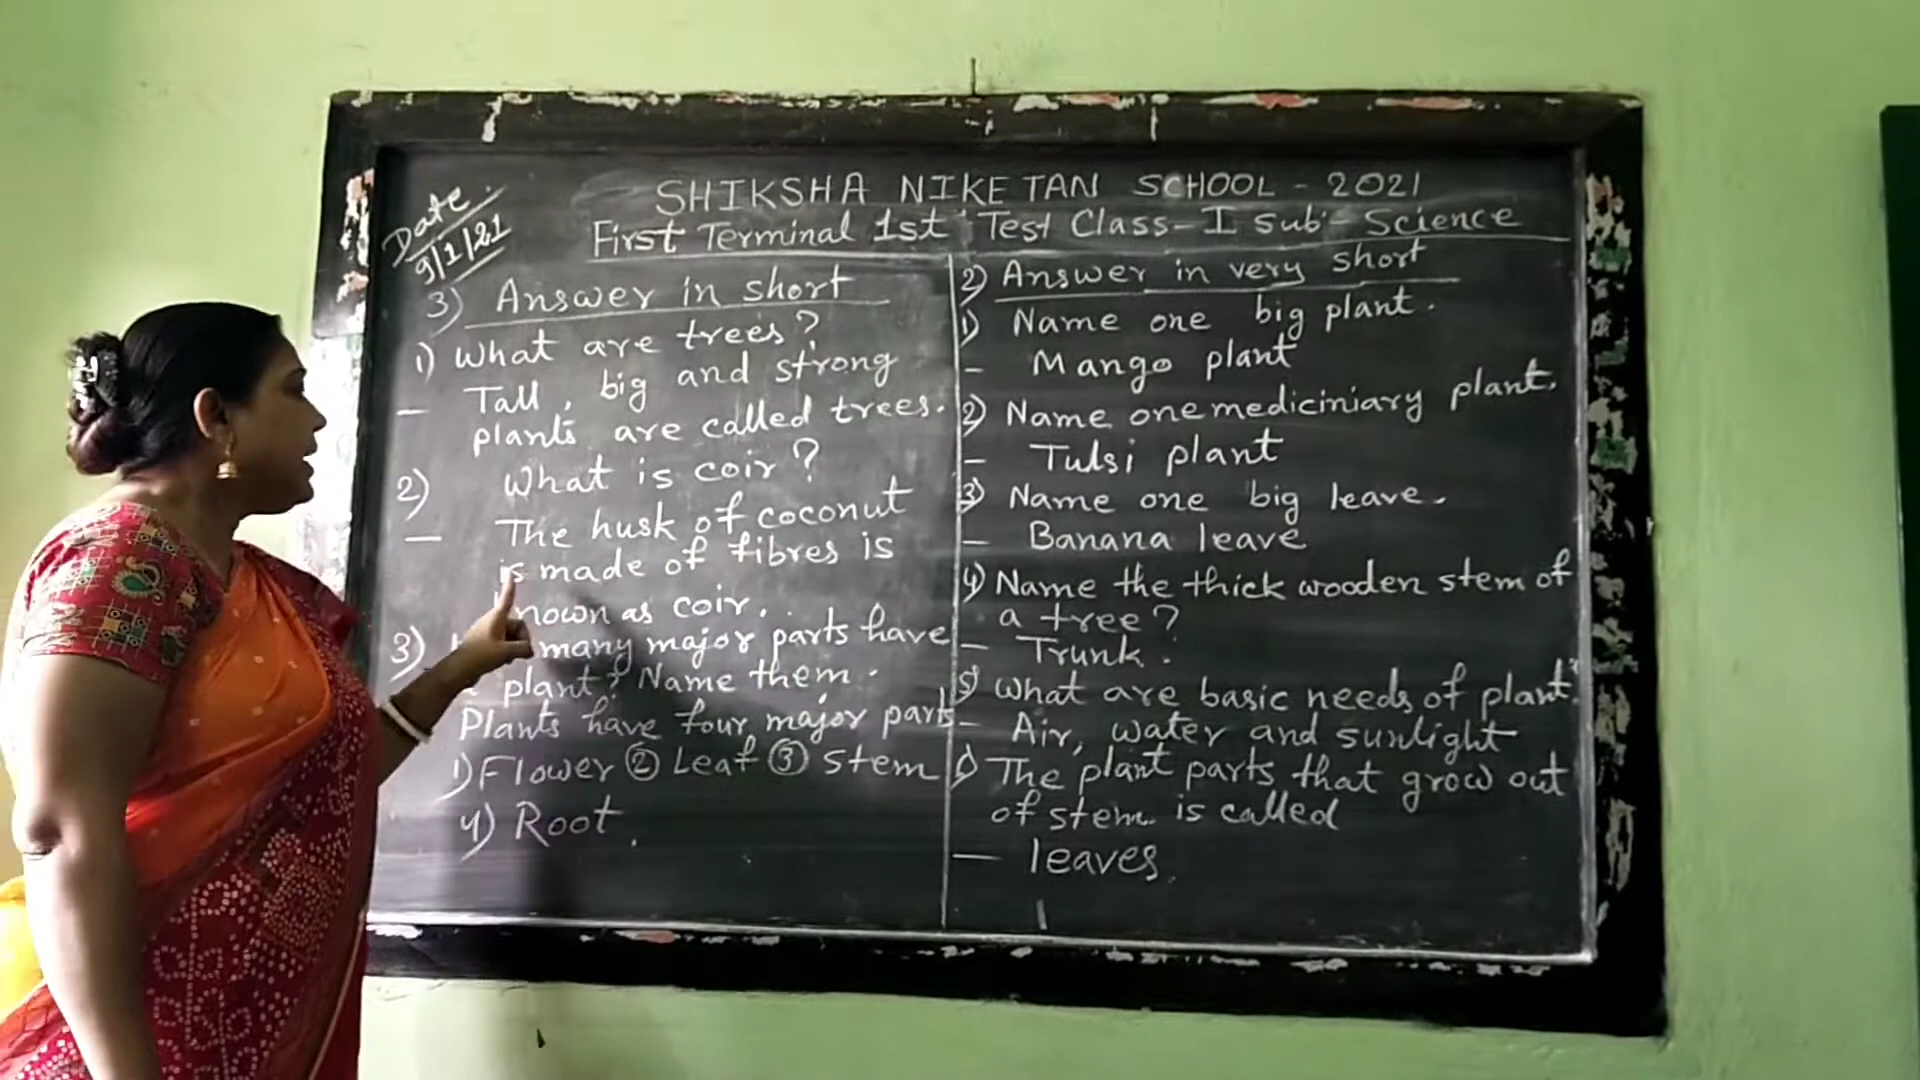 SHIKSHA NIKETAN SCHOOL - 2021
First Terminal 1st Test Class-I Sub - Science
Date
9/1/21
3) Answer in short
1) What are trees?
- Tall, big and strong
plants are called trees.
2) What is coir?
- The husk of coconut
is made of fibres is
known as coir.
3) many major parts have
plant? Name them.
Plants have four major parts
1) Flower ② Leaf ③ Stem
4) Root.
2) Answer in very short
1) Name one big plant.
- Mango plant
2) Name one mediciniary plant.
- Tulsi plant
3) Name one big leave.
- Banana leave
4) Name the thick wooden stem of
a tree?
- Trunk.
5) What are basic needs of plant?
- Air, water and sunlight
6) The plant parts that grow out
of stem is called
- leaves.